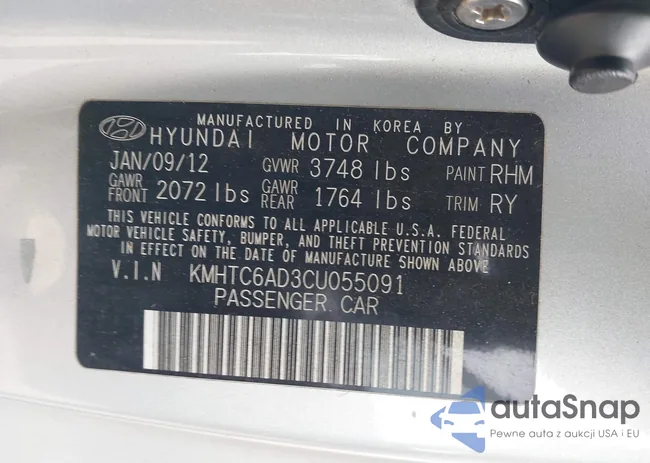 MANUFACTURED IN KOREA BY
HYUNDAI MOTOR COMPANY
JAN/09/12 GVWR 3748 lbs PAINT RHM
GAWR FRONT 2072 lbs GAWR REAR 1764 lbs TRIM RY
THIS VEHICLE CONFORMS TO ALL APPLICABLE U.S.A. FEDERAL
MOTOR VEHICLE SAFETY, BUMPER, AND THEFT PREVENTION STANDARDS
IN EFFECT ON THE DATE OF MANUFACTURE SHOWN ABOVE.
V.I.N KMHTC6AD3CU055091
PASSENGER CAR
autaSnap
Pewne auta z aukcji USA i EU